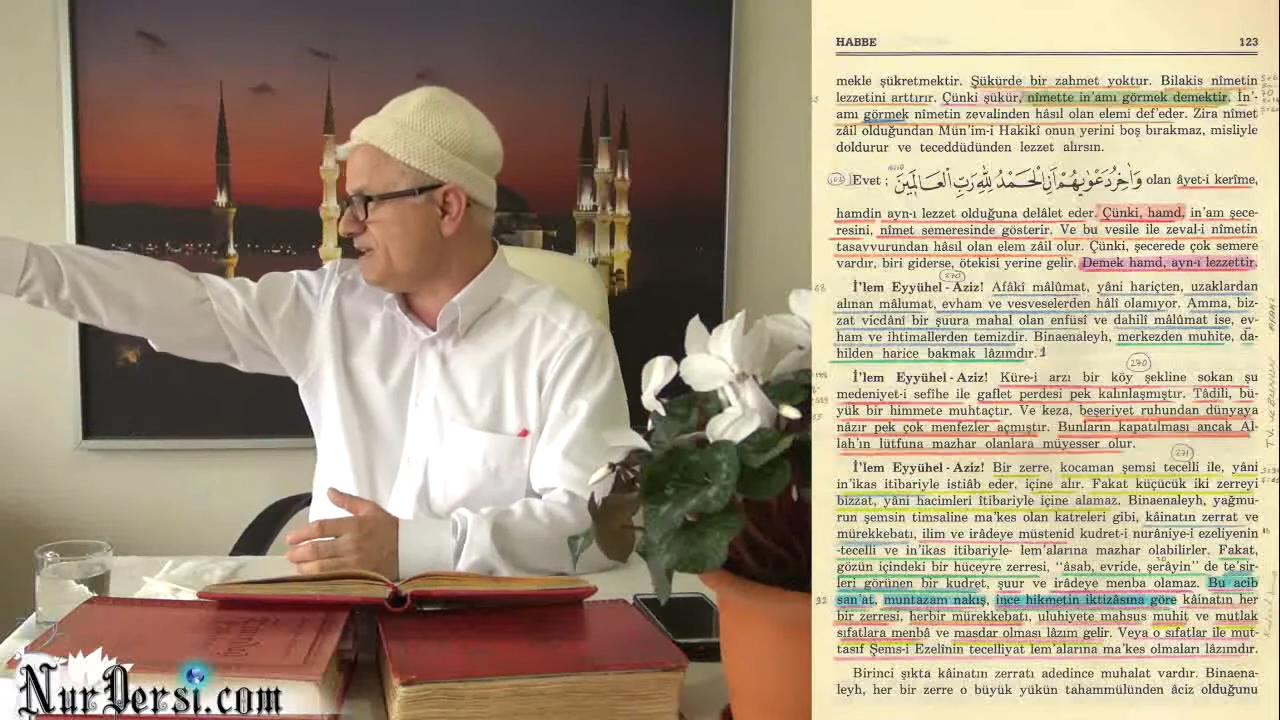 HABBE 123
mekle şükretmektir. Şükürde bir zahmet yoktur. Bilakis nîmetin
lezzetini arttırır. Çünki şükür, nîmette in'amı görmek demektir. İn'-
amı görmek nîmetin zevalinden hâsıl olan elemi def'eder. Zira nîmet
zâil olduğundan Mün'im-i Hakikî onun yerini boş bırakmaz, misliyle
doldurur ve teceddüdünden lezzet alırsın.
Evet ; وَاٰخِرُ دَعْوٰيهُمْ اَنِ الْحَمْدُ لِلّٰهِ رَبِّ الْعَالَمِينَ olan âyet-i kerîme,
hamdin ayn-ı lezzet olduğuna delâlet eder. Çünki, hamd, in'am şece-
resini, nîmet semeresinde gösterir. Ve bu vesile ile zeval-i nîmetin
tasavvurundan hâsıl olan elem zâil olur. Çünki, şecerede çok semere
vardır, biri giderse, ötekisi yerine gelir. Demek hamd, ayn-ı lezzettir.
270
İ'lem Eyyühel - Aziz! Afâkî mâlûmat, yâni hariçten, uzaklardan
alınan mâlumat, evham ve vesveselerden hâlî olamıyor. Amma, biz-
zat vicdânî bir şuura mahal olan enfüsî ve dahilî mâlûmat ise, ev-
ham ve ihtimallerden temizdir. Binaenaleyh, merkezden muhite, da-
hilden harice bakmak lâzımdır.
270
İ'lem Eyyühel - Aziz! Küre-i arzı bir köy şekline sokan şu
medeniyet-i sefîhe ile gaflet perdesi pek kalınlaşmıştır. Tâdili, bü-
yük bir himmete muhtaçtır. Ve keza, beşeriyet ruhundan dünyaya
nâzır pek çok menfezler açmıştır. Bunların kapatılması ancak Al-
lah'ın lütfuna mazhar olanlara müyesser olur.
271
İ'lem Eyyühel - Aziz! Bir zerre, kocaman şemsi tecelli ile, yâni
in'ikas itibariyle istiâb eder, içine alır. Fakat küçücük iki zerreyi
bizzat, yâni hacimleri îtibariyle içine alamaz. Binaenaleyh, yağmu-
run şemsin timsaline ma'kes olan katreleri gibi, kâinatın zerrat ve
mürekkebatı, ilim ve irâdeye müstenid kudret-i nurâniye-i ezeliyenin
-tecelli ve in'ikas itibariyle- lem'alarına mazhar olabilirler. Fakat,
gözün içindeki bir hüceyre zerresi, "âsab, evride, şerâyin" de te'sir-
leri görünen bir kudret, şuur ve irâdeye menba olamaz. Bu acib
san'at, muntazam nakış, ince hikmetin iktizâsına göre kâinatın her
bir zerresi, herbir mürekkebatı, uluhiyete mahsus muhit ve mutlak
sıfatlara menbâ ve masdar olması lâzım gelir. Veya o sıfatlar ile mut-
tasıf Şems-i Ezelînin tecelliyat lem'alarına ma'kes olmaları lâzımdır.
Birinci şıkta kâinatın zerratı adedince muhalat vardır. Binaena-
leyh, her bir zerre o büyük yükün tahammülünden âciz olduğunu
NurDersi.com